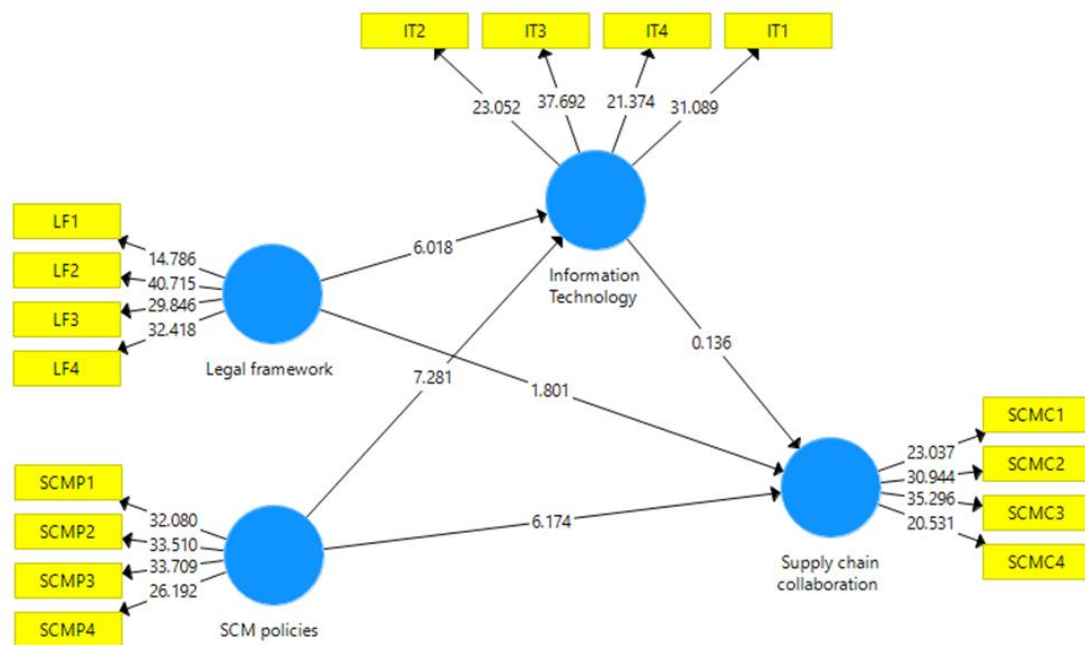 IT2
IT3
IT4
IT1
23.052
37.692
21.374
31.089
LF1
LF2
LF3
LF4
14.786
40.715
29.846
32.418
Legal framework
6.018
Information
Technology
7.281
1.801
0.136
SCMP1
SCMP2
SCMP3
SCMP4
32.080
33.510
33.709
26.192
SCM policies
6.174
Supply chain
collaboration
23.037
30.944
35.296
20.531
SCMC1
SCMC2
SCMC3
SCMC4